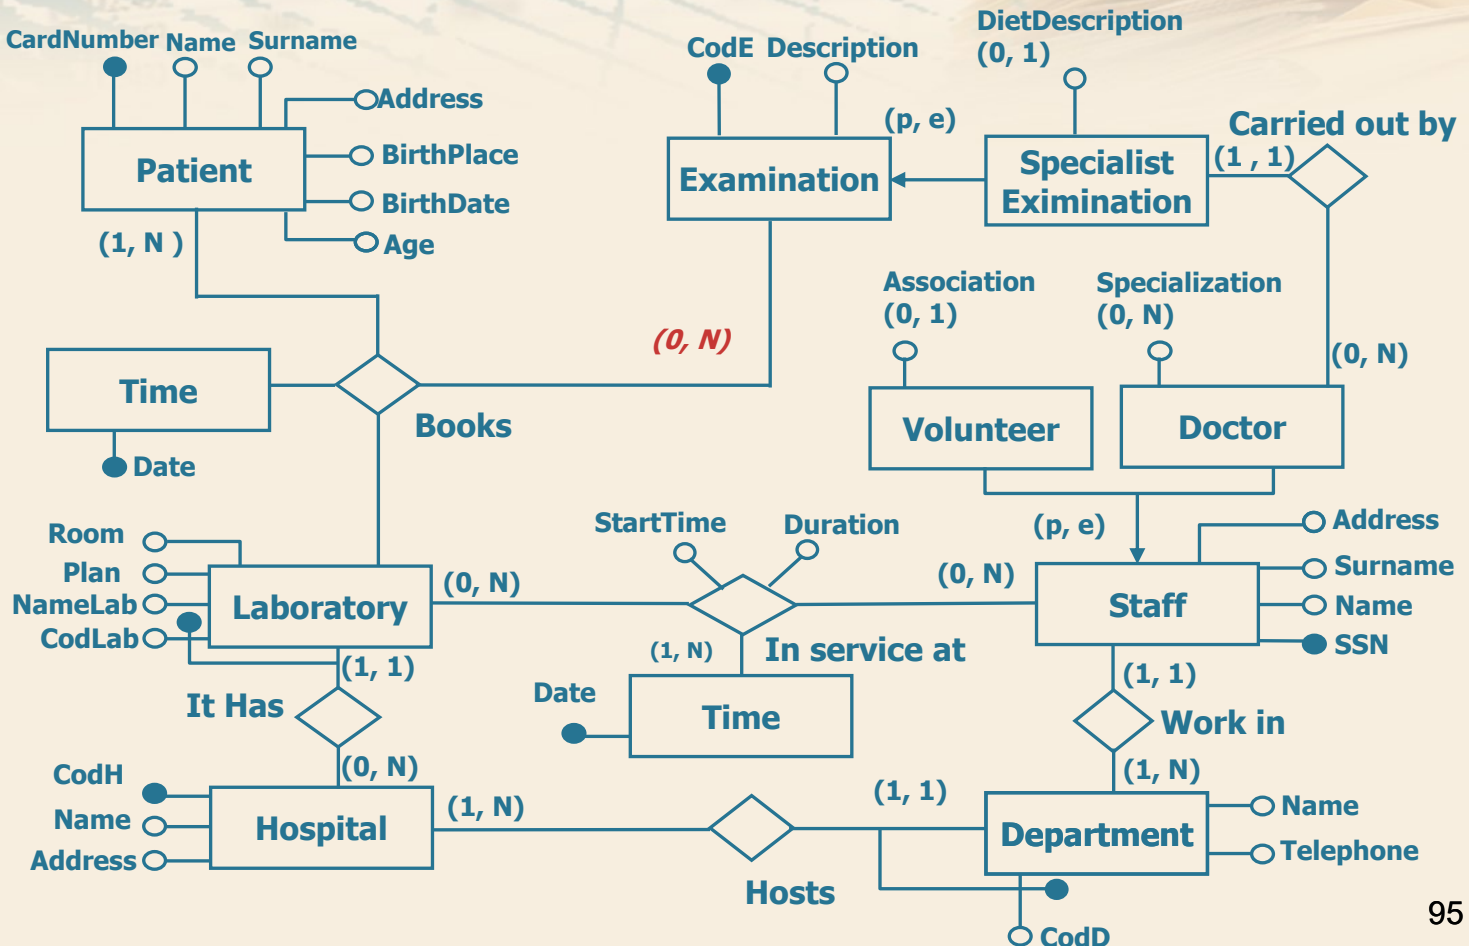 CardNumber Name Surname
Address
BirthPlace
BirthDate
Age
Patient
(1, N )
CodE Description
Examination
(p, e)
DietDescription
(0, 1)
Specialist
Eximination
Carried out by
(1 , 1)
(0, N)
(0, N)
Time
Date
Books
Association
(0, 1)
Specialization
(0, N)
Volunteer
Doctor
(p, e)
Room
Plan
NameLab
CodLab
Laboratory
(0, N)
StartTime
Duration
(0, N)
Staff
Address
Surname
Name
SSN
(1, N)
In service at
Date
Time
(1, 1)
It Has
(0, N)
(1, 1)
Work in
(1, N)
CodH
Name
Address
Hospital
(1, N)
Hosts
(1, 1)
Department
Name
Telephone
CodD
95